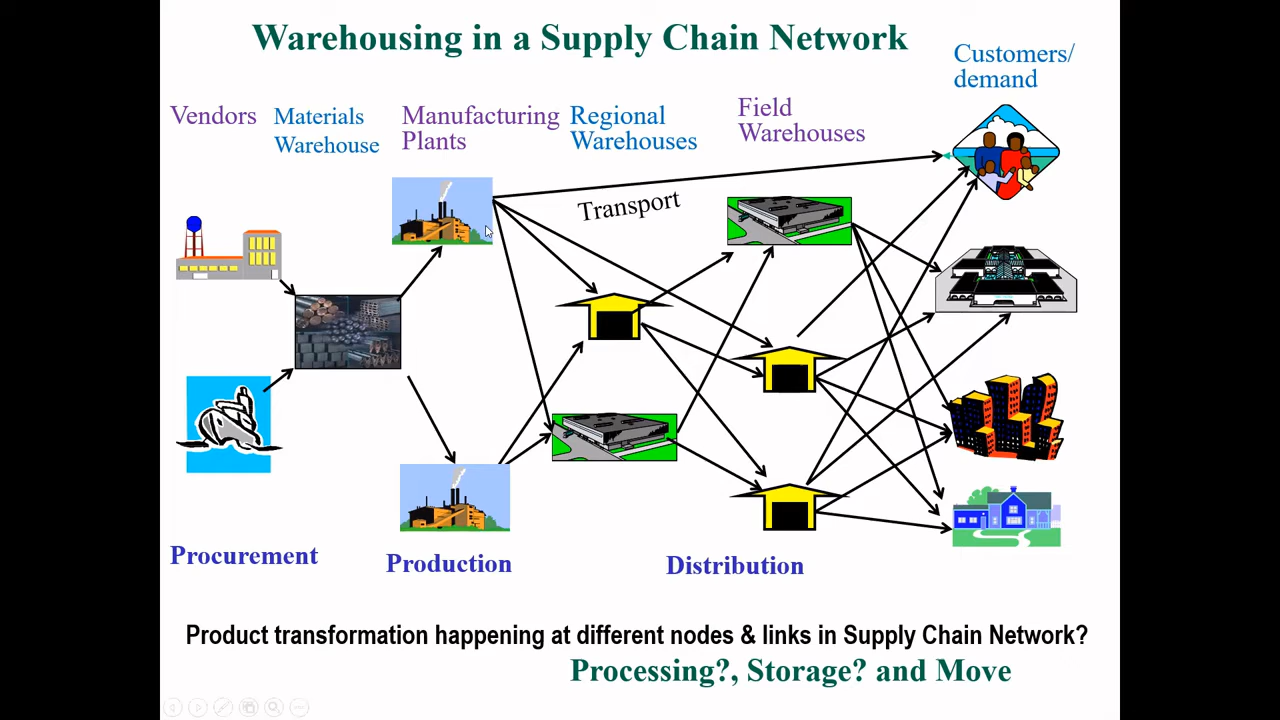 Warehousing in a Supply Chain Network
Customers/
demand
Vendors
Materials
Warehouse
Manufacturing
Plants
Regional
Warehouses
Field
Warehouses
Transport
Procurement
Production
Distribution
Product transformation happening at different nodes & links in Supply Chain Network?
Processing?, Storage? and Move